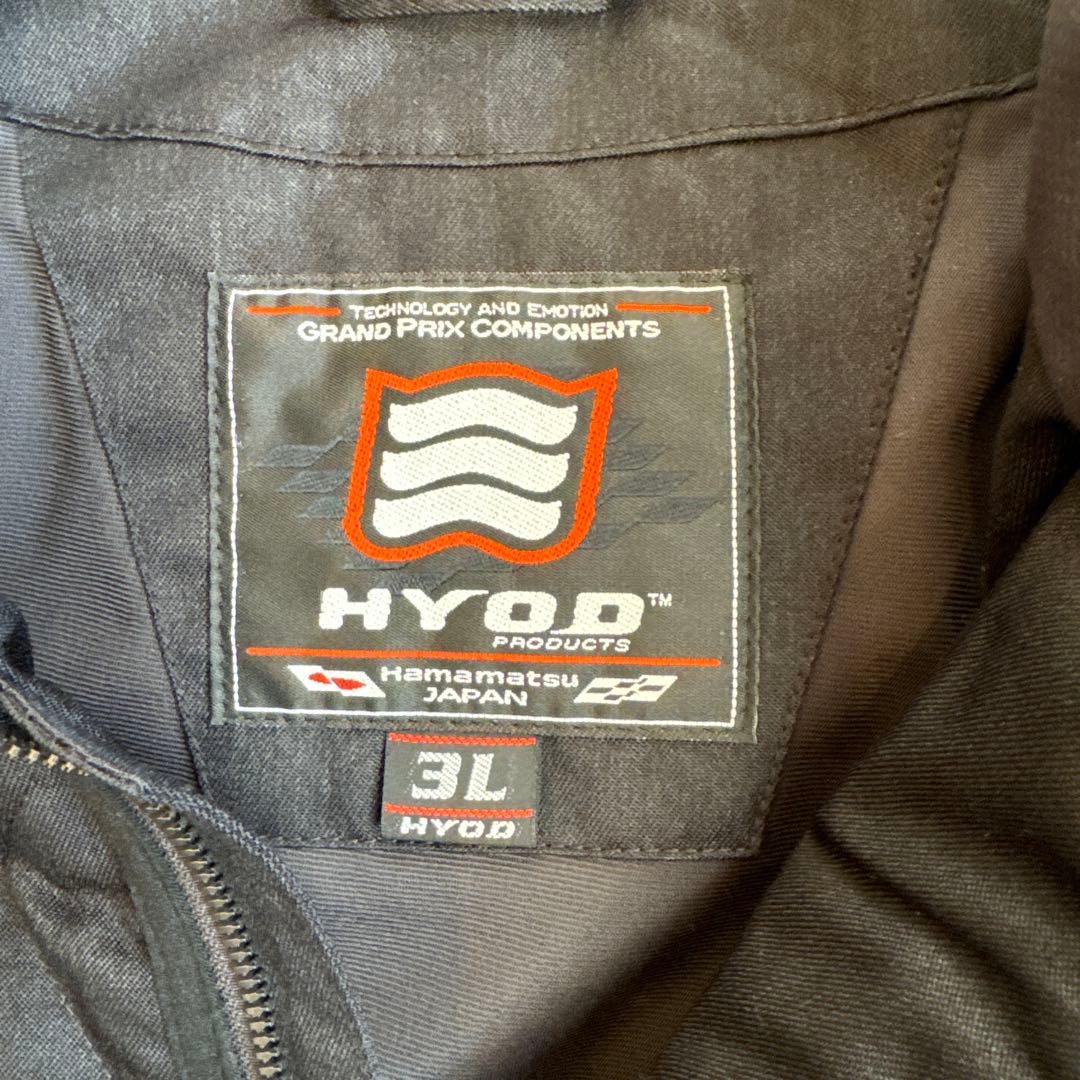 TECHNOLOGY AND EMOTION
GRAND PRIX COMPONENTS
HYOD™
PRODUCTS
Hamamatsu
JAPAN
3L
HYOD